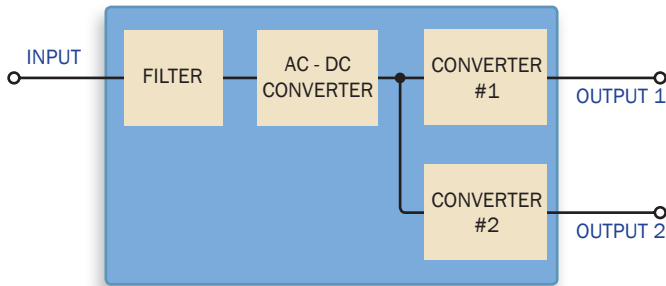 INPUT
FILTER
AC - DC
CONVERTER
CONVERTER
#1
OUTPUT 1
CONVERTER
#2
OUTPUT 2